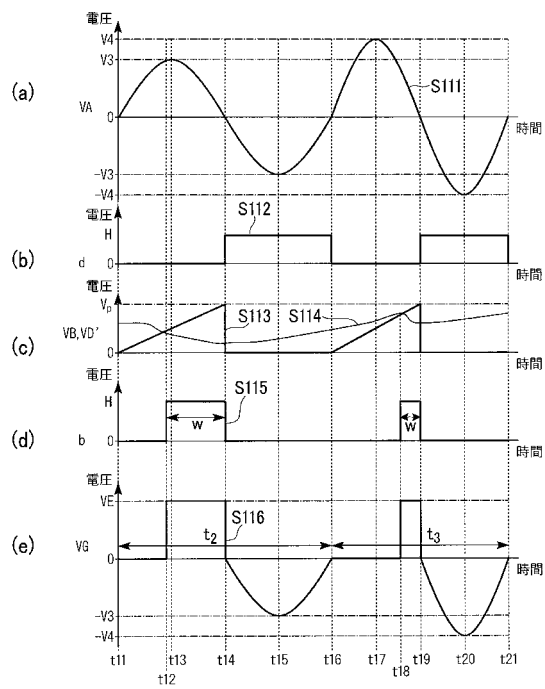 電圧
V4
V3
(a)
VA
0
S111
時間
-V3
-V4
電圧
H
S112
(b)
d
0
時間
電圧
Vp
S113
S114
(c)
VB,VD'
0
時間
電圧
H
S115
(d)
b
0
w
w
時間
電圧
VE
S116
(e)
VG
0
t2
t3
時間
-V3
-V4
t11
t12
t13
t14
t15
t16
t17
t18
t19
t20
t21